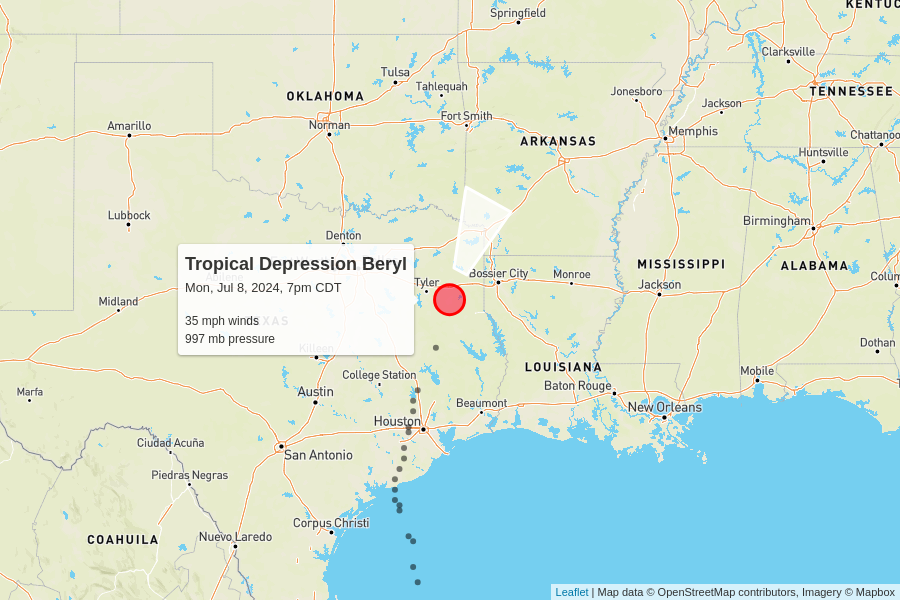 Springfield
KENTUC
Clarksville
Tulsa
Tahlequah
OKLAHOMA
Jonesboro
TENNESSEE
Jackson
Fort Smith
Amarillo
Norman
Memphis
Chattanoo
ARKANSAS
Huntsville
Lubbock
Birmingham
Denton
Tropical Depression Beryl
MISSISSIPPI
ALABAMA
Mon, Jul 8, 2024, 7pm CDT
Tyler
Bossier City
Monroe
Jackson
Colum
Midland
35 mph winds
997 mb pressure
Killeen
Dothan
College Station
LOUISIANA
Mobile
Marfa
Austin
Baton Rouge
Beaumont
New Orleans
Houston
Ciudad Acuña
San Antonio
Piedras Negras
Corpus Christi
COAHUILA
Nuevo Laredo
Leaflet | Map data © OpenStreetMap contributors, Imagery © Mapbox